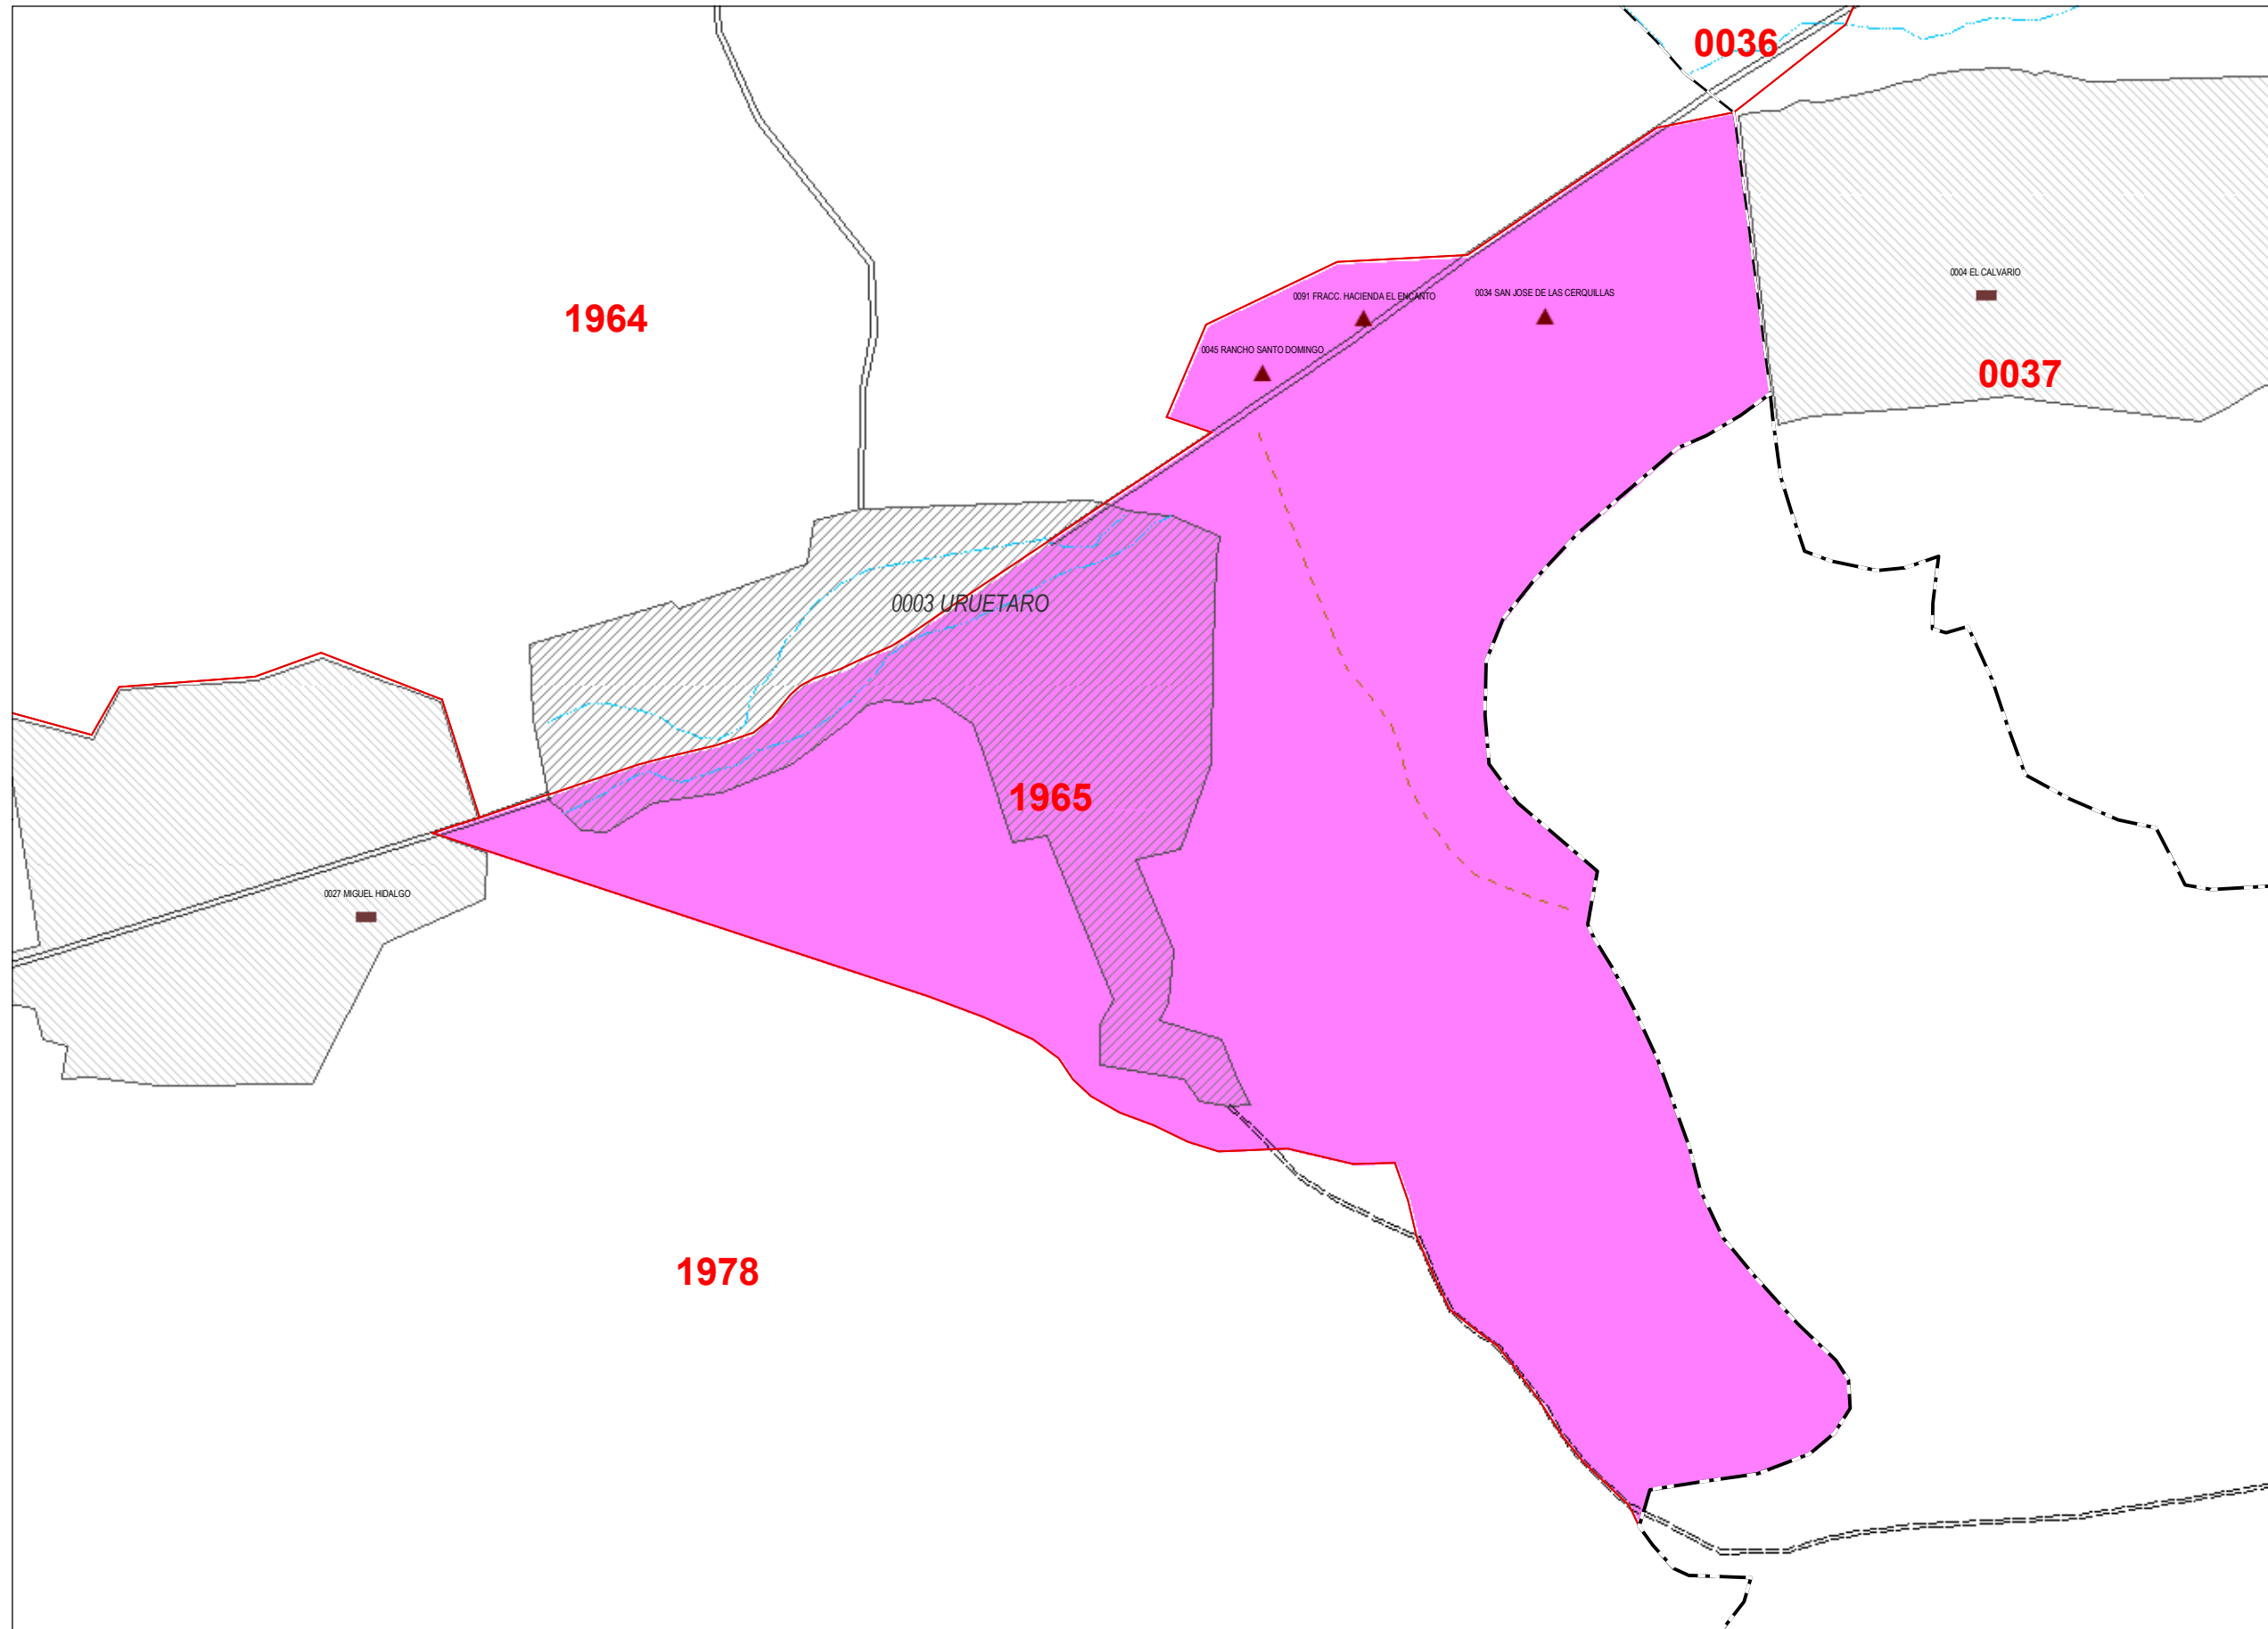 0036
0004 EL CALVARIO
0091 FRACC. HACIENDA EL ENCANTO
0034 SAN JOSE DE LAS CERQUILLAS
1964
0045 RANCHO SANTO DOMINGO
0037
0003 URUETARO
1965
0027 MIGUEL HIDALGO
1978